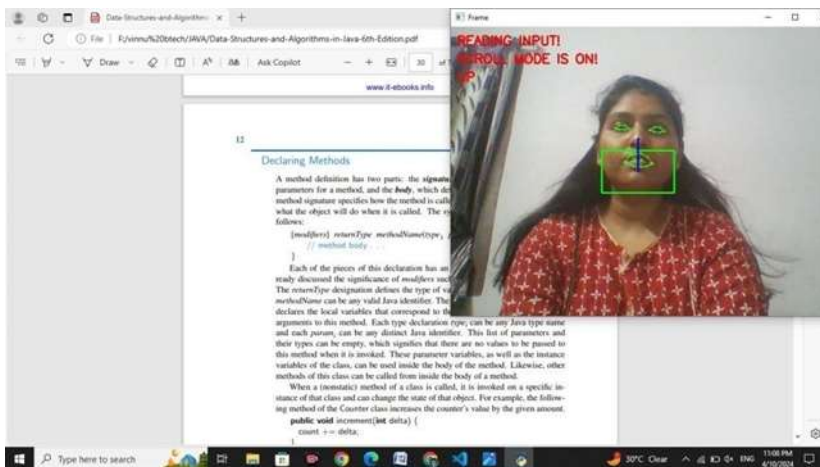 Data-Structures-and-Algorithms
File
F:/vinnu%20btech/JAVA/Data-Structures-and-Algorithms-in-Java-6th-Edition.pdf
Draw
Ask Copilot
30
www.it-ebooks.info
12
Declaring Methods
A method definition has two parts: the signatu
parameters for a method, and the body, which de
method signature specifies how the method is calle
what the object will do when it is called. The sy
follows:
[modifiers] returnType methodName(type₁
// method body . . .
}
Each of the pieces of this declaration has an
ready discussed the significance of modifiers suc
The returnType designation defines the type of va
methodName can be any valid Java identifier. The
declares the local variables that correspond to the
arguments to this method. Each type declaration typeᵢ can be any Java type name
and each paramᵢ can be any distinct Java identifier. This list of parameters and
their types can be empty, which signifies that there are no values to be passed to
this method when it is invoked. These parameter variables, as well as the instance
variables of the class, can be used inside the body of the method. Likewise, other
methods of this class can be called from inside the body of a method.
When a (nonstatic) method of a class is called, it is invoked on a specific in-
stance of that class and can change the state of that object. For example, the follow-
ing method of the Counter class increases the counter's value by the given amount.
public void increment(int delta) {
count += delta;
}
Frame
READING INPUT!
SCROLL MODE IS ON!
UP
Type here to search
30°C Clear
ENG
11:08 PM
4/10/2024